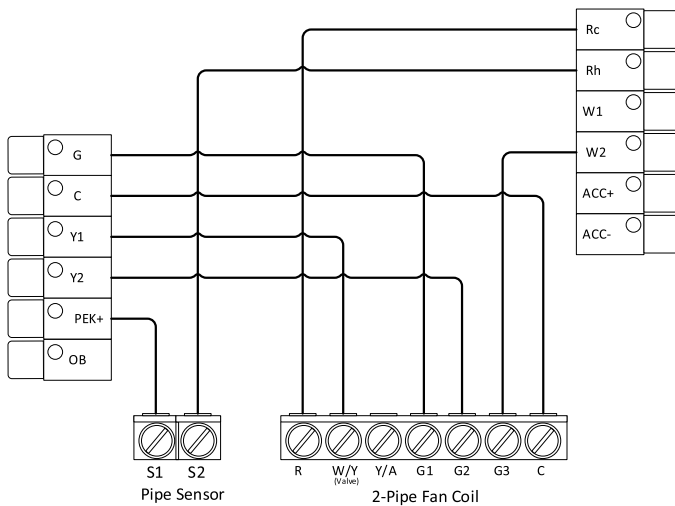 Rc
Rh
W1
W2
ACC+
ACC-
G
C
Y1
Y2
PEK+
OB
S1 S2
Pipe Sensor
R W/Y Y/A G1 G2 G3 C
(Valve)
2-Pipe Fan Coil